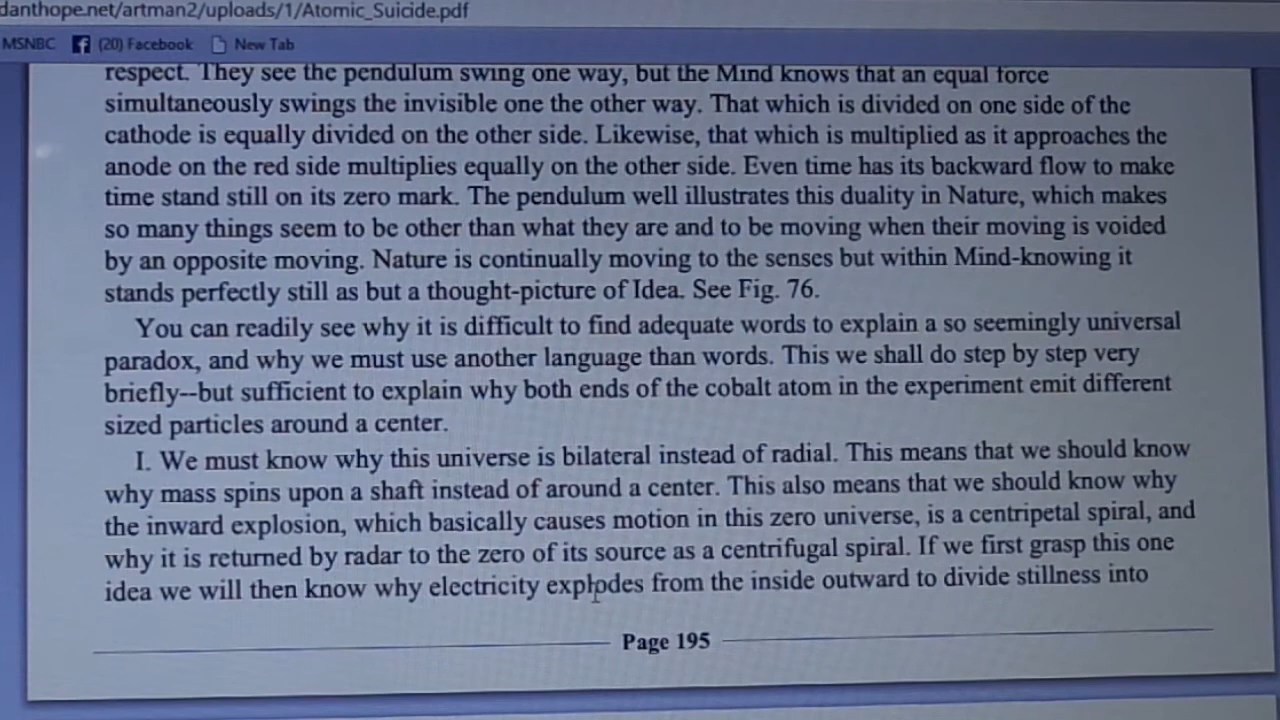 danthope.net/artman2/uploads/1/Atomic_Suicide.pdf
MSNBC (20) Facebook New Tab
respect. They see the pendulum swing one way, but the Mind knows that an equal force
simultaneously swings the invisible one the other way. That which is divided on one side of the
cathode is equally divided on the other side. Likewise, that which is multiplied as it approaches the
anode on the red side multiplies equally on the other side. Even time has its backward flow to make
time stand still on its zero mark. The pendulum well illustrates this duality in Nature, which makes
so many things seem to be other than what they are and to be moving when their moving is voided
by an opposite moving. Nature is continually moving to the senses but within Mind-knowing it
stands perfectly still as but a thought-picture of Idea. See Fig. 76.
You can readily see why it is difficult to find adequate words to explain a so seemingly universal
paradox, and why we must use another language than words. This we shall do step by step very
briefly--but sufficient to explain why both ends of the cobalt atom in the experiment emit different
sized particles around a center.
I. We must know why this universe is bilateral instead of radial. This means that we should know
why mass spins upon a shaft instead of around a center. This also means that we should know why
the inward explosion, which basically causes motion in this zero universe, is a centripetal spiral, and
why it is returned by radar to the zero of its source as a centrifugal spiral. If we first grasp this one
idea we will then know why electricity explodes from the inside outward to divide stillness into
Page 195